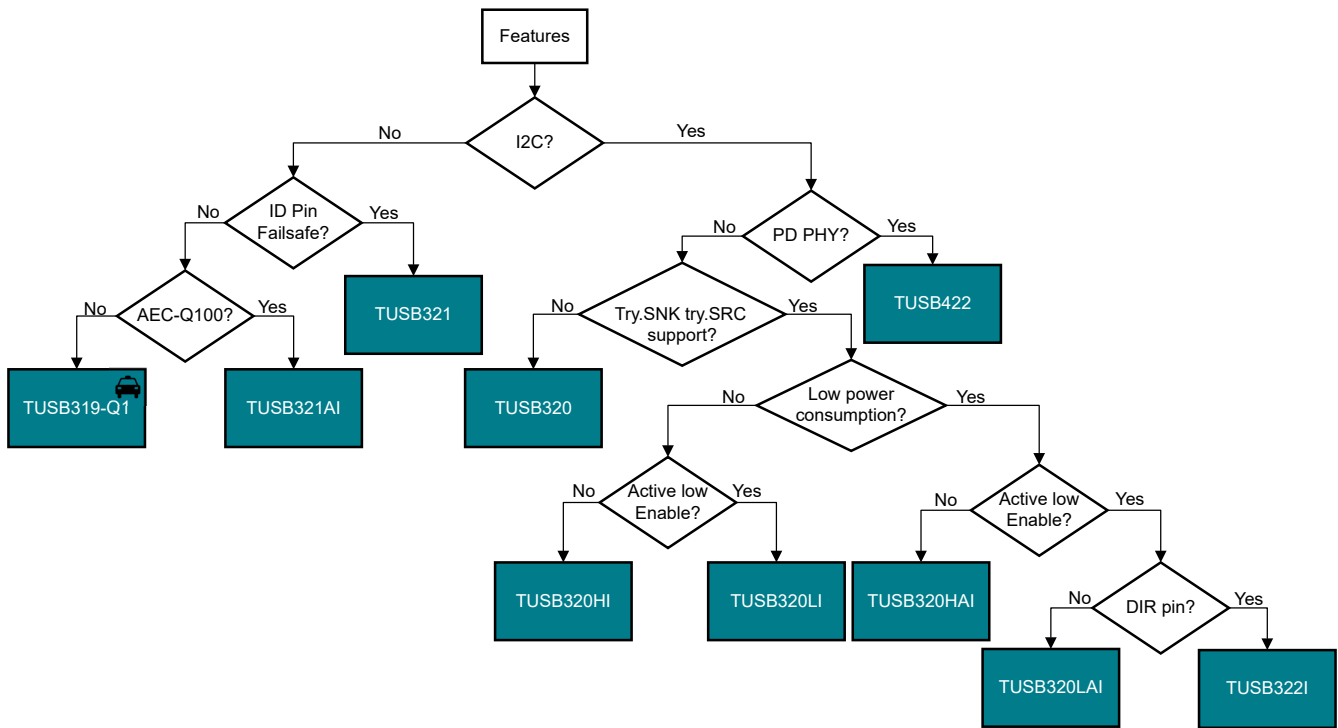 Features
No
I2C?
Yes
No
ID Pin
Failsafe?
Yes
No
PD PHY?
Yes
No
AEC-Q100?
Yes
TUSB321
No
Try.SNK try.SRC
support?
Yes
TUSB422
TUSB319-Q1
TUSB321AI
TUSB320
No
Low power
consumption?
Yes
No
Active low
Enable?
Yes
No
Active low
Enable?
Yes
TUSB320HI
TUSB320LI
TUSB320HAI
No
DIR pin?
Yes
TUSB320LAI
TUSB322I